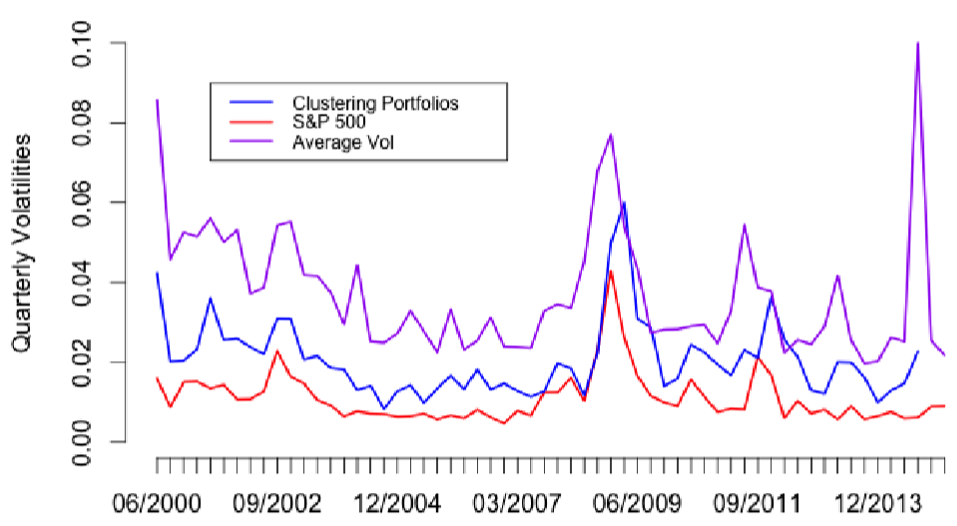 Quarterly Volatilities
0.10
0.08
0.06
0.04
0.02
0.00
Clustering Portfolios
S&P 500
Average Vol
06/2000 09/2002 12/2004 03/2007 06/2009 09/2011 12/2013